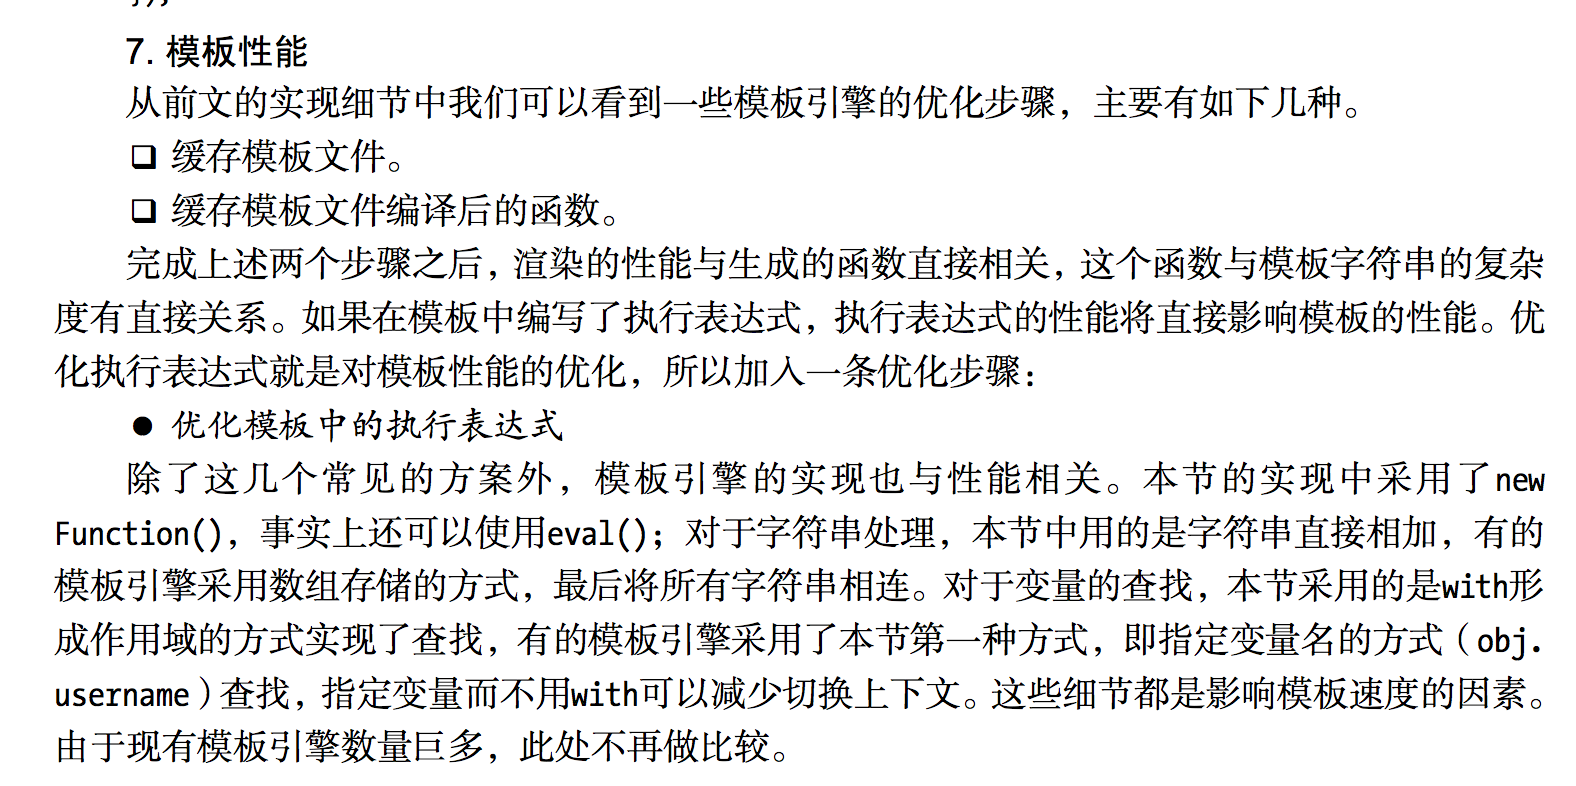 7. 模板性能
从前文的实现细节中我们可以看到一些模板引擎的优化步骤，主要有如下几种。
❑ 缓存模板文件。
❑ 缓存模板文件编译后的函数。
完成上述两个步骤之后，渲染的性能与生成的函数直接相关，这个函数与模板字符串的复杂
度有直接关系。如果在模板中编写了执行表达式，执行表达式的性能将直接影响模板的性能。优
化执行表达式就是对模板性能的优化，所以加入一条优化步骤：
● 优化模板中的执行表达式
除了这几个常见的方案外，模板引擎的实现也与性能相关。本节的实现中采用了new
Function()，事实上还可以使用eval()；对于字符串处理，本节中用的是字符串直接相加，有的
模板引擎采用数组存储的方式，最后将所有字符串相连。对于变量的查找，本节采用的是with形
成作用域的方式实现了查找，有的模板引擎采用了本节第一种方式，即指定变量名的方式（obj.
username）查找，指定变量而不用with可以减少切换上下文。这些细节都是影响模板速度的因素。
由于现有模板引擎数量巨多，此处不再做比较。